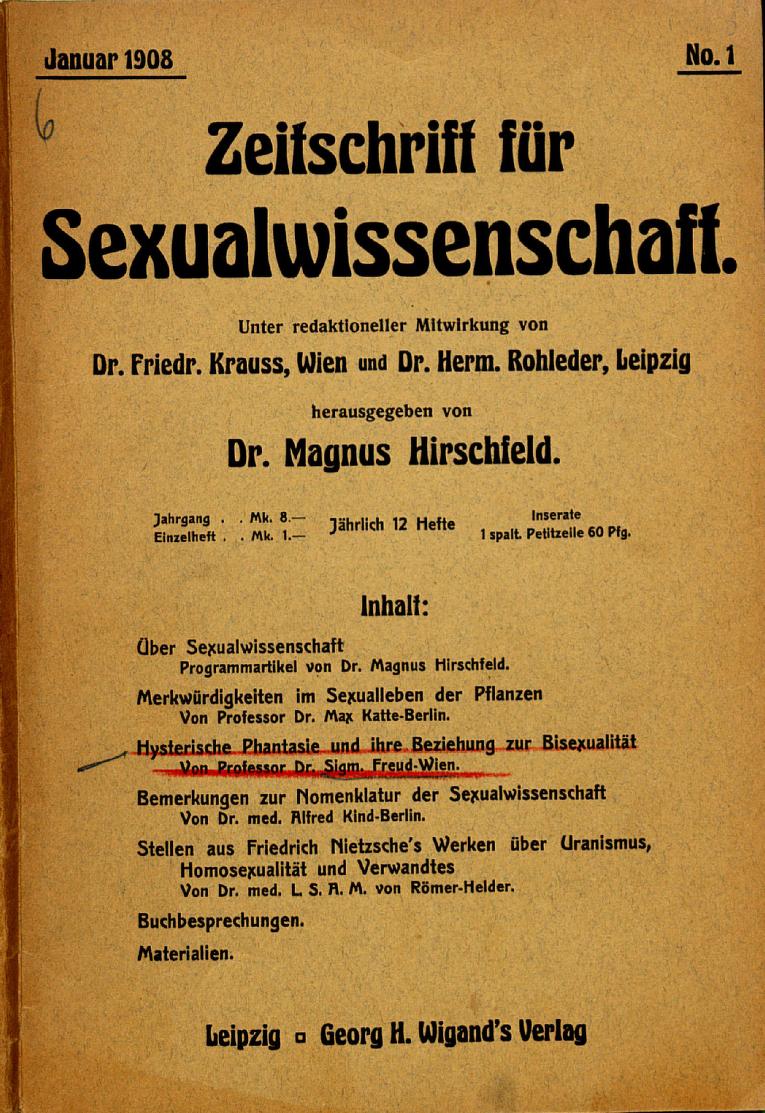 Januar 1908
No. 1
6
Zeitschrift für
Sexualwissenschaft.
Unter redaktioneller Mitwirkung von
Dr. Friedr. Krauss, Wien und Dr. Herm. Rohleder, Leipzig
herausgegeben von
Dr. Magnus Hirschfeld.
Jahrgang . . Mk. 8.—
Einzelheft . . Mk. 1.—
Jährlich 12 Hefte
Inserate
1 spalt. Petitzeile 60 Pfg.
Inhalt:
Über Sexualwissenschaft
Programmartikel von Dr. Magnus Hirschfeld.
Merkwürdigkeiten im Sexualleben der Pflanzen
Von Professor Dr. Max Katte-Berlin.
Hysterische Phantasie und ihre Beziehung zur Bisexualität
Von Professor Dr. Sigm. Freud-Wien.
Bemerkungen zur Nomenklatur der Sexualwissenschaft
Von Dr. med. Alfred Kind-Berlin.
Stellen aus Friedrich Nietzsche's Werken über Uranismus,
Homosexualität und Verwandtes
Von Dr. med. L. S. A. M. von Römer-Helder.
Buchbesprechungen.
Materialien.
Leipzig ¤ Georg H. Wigand's Verlag